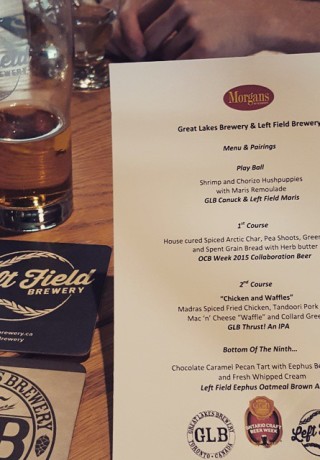 Morgans
Great Lakes Brewery & Left Field Brewery
Menu & Pairings
Play Ball
Shrimp and Chorizo Hushpuppies
with Maris Remoulade
GLB Canuck & Left Field Maris
1st Course
House cured Spiced Arctic Char, Pea Shoots,
and Spent Grain Bread with Herb butter
OCB Week 2015 Collaboration Beer
2nd Course
"Chicken and Waffles"
Madras Spiced Fried Chicken, Tandoori Pork
Mac 'n' Cheese "Waffle" and Collard
GLB Thrust! An IPA
Bottom Of The Ninth...
Chocolate Caramel Pecan Tart with Eephus
and Fresh Whipped Cream
Left Field Eephus Oatmeal Brown
GREAT LAKES BREWERY
GLB
TORONTO • CANADA
ONTARIO CRAFT
BEER WEEK
Left
Left Field
BREWERY
brewery.ca
BREWERY